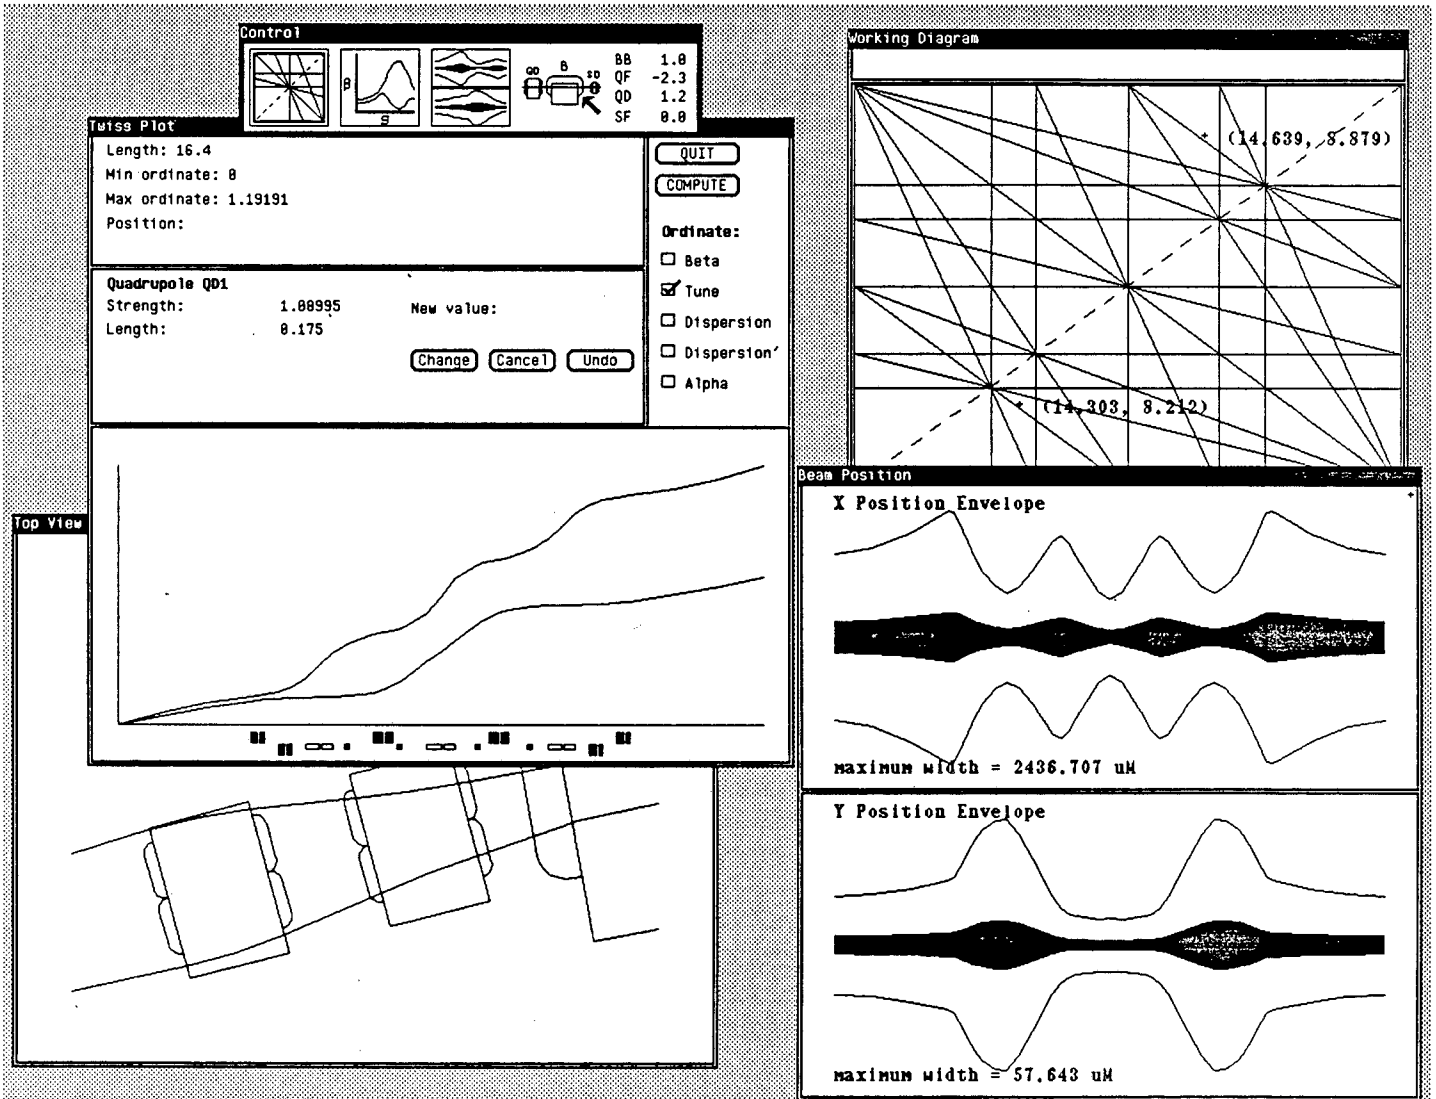 Control
BB 1.0
QF -2.3
QD 1.2
SF 0.0
QD B SD
β
S
Twiss Plot
Length: 16.4
Min ordinate: 0
Max ordinate: 1.19191
Position:
QUIT
COMPUTE
Ordinate:
Beta
Tune
Dispersion
Dispersion'
Alpha
Quadrupole QD1
Strength: 1.08995
New value:
Length: 0.175
Change Cancel Undo
Working Diagram
(14.639, 8.879)
(14.303, 8.212)
Top View
Beam Position
X Position Envelope
maximum width = 2436.707 uM
Y Position Envelope
maximum width = 57.643 uM